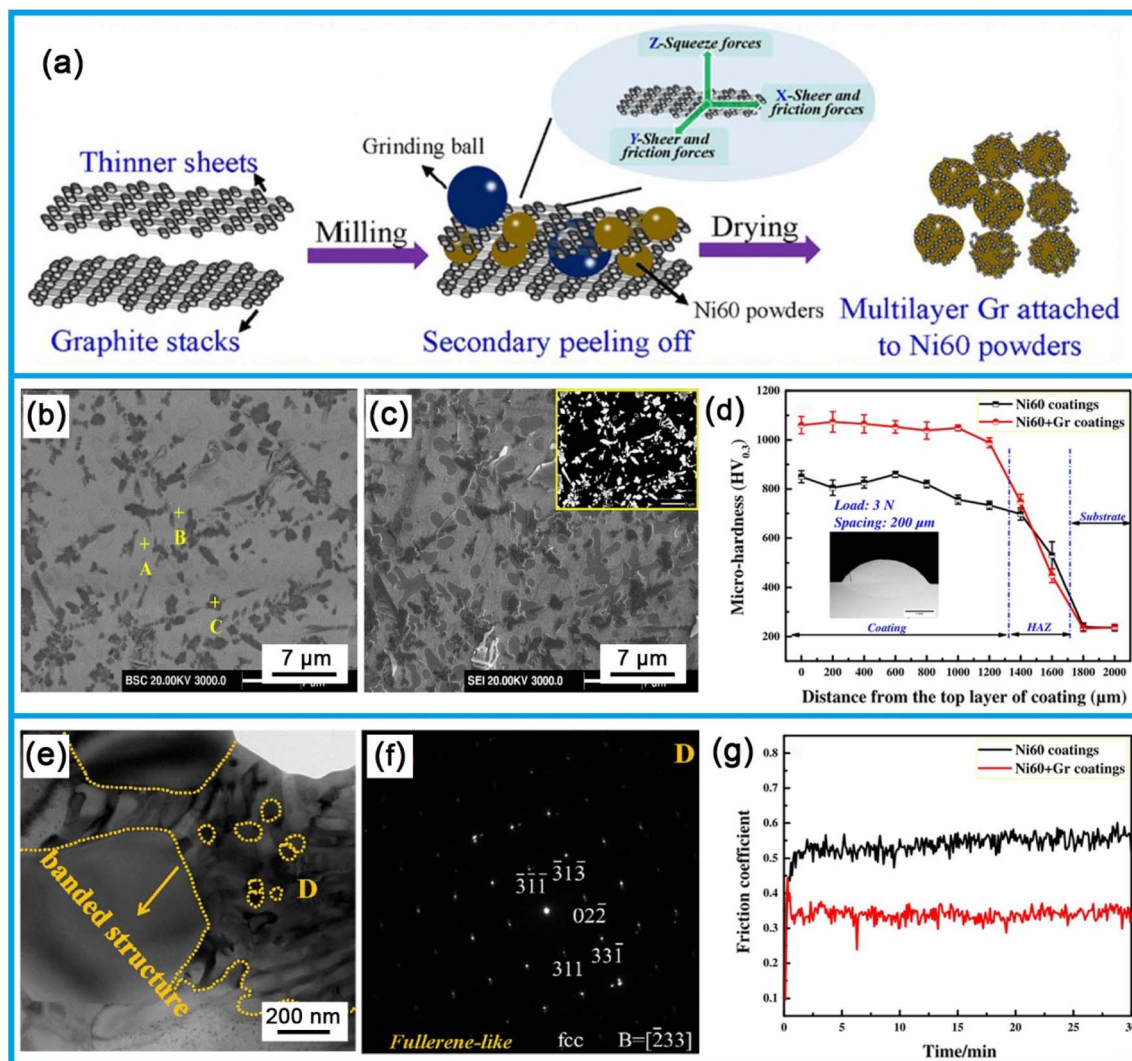 (a)
Z-Squeeze forces
X-Sheer and
friction forces
Y-Sheer and
friction forces
Thinner sheets
Grinding ball
Milling
Drying
Graphite stacks
Secondary peeling off
Ni60 powders
Multilayer Gr attached
to Ni60 powders
(b)
A
B
C
BSC 20.00KV 3000.0
7 μm
(c)
SEI 20.00KV 3000.0
7 μm
(d)
Ni60 coatings
Ni60+Gr coatings
Load: 3 N
Spacing: 200 μm
Coating
HAZ
Substrate
Micro-hardness (HV0.3)
1200
1000
800
600
400
200
0 200 400 600 800 1000 1200 1400 1600 1800 2000
Distance from the top layer of coating (μm)
(e)
banded structure
D
200 nm
(f)
D
3̄1̄1̄
3̄13̄
022̄
331̄
311
Fullerene-like
fcc
B=[2̄33]
(g)
Ni60 coatings
Ni60+Gr coatings
Friction coefficient
0.8
0.7
0.6
0.5
0.4
0.3
0.2
0.1
0 5 10 15 20 25 30
Time/min